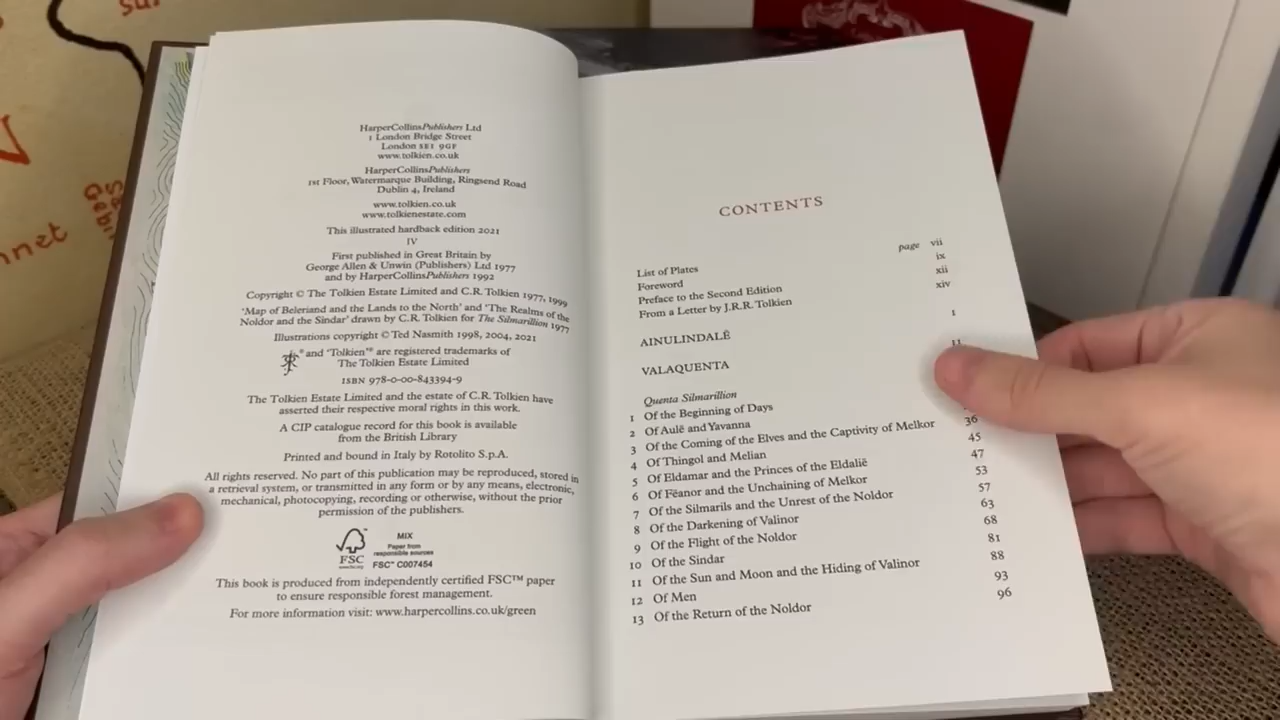 HarperCollinsPublishers Ltd
1 London Bridge Street
London SE1 9GF
www.tolkien.co.uk
HarperCollinsPublishers
1st Floor, Watermarque Building, Ringsend Road
Dublin 4, Ireland
www.tolkien.co.uk
www.tolkienestate.com
This illustrated hardback edition 2021
IV
First published in Great Britain by
George Allen & Unwin (Publishers) Ltd 1977
and by HarperCollinsPublishers 1992
Copyright © The Tolkien Estate Limited and C.R. Tolkien 1977, 1999
'Map of Beleriand and the Lands to the North' and 'The Realms of the
Noldor and the Sindar' drawn by C.R. Tolkien for The Silmarillion 1977
Illustrations copyright © Ted Nasmith 1998, 2004, 2021
® and 'Tolkien'® are registered trademarks of
The Tolkien Estate Limited
ISBN 978-0-00-843394-9
The Tolkien Estate Limited and the estate of C.R. Tolkien have
asserted their respective moral rights in this work.
A CIP catalogue record for this book is available
from the British Library
Printed and bound in Italy by Rotolito S.p.A.
All rights reserved. No part of this publication may be reproduced, stored in
a retrieval system, or transmitted in any form or by any means, electronic,
mechanical, photocopying, recording or otherwise, without the prior
permission of the publishers.
FSC
MIX
Paper from
responsible sources
FSC™ C007454
This book is produced from independently certified FSC™ paper
to ensure responsible forest management.
For more information visit: www.harpercollins.co.uk/green
CONTENTS
page vii
List of Plates
ix
Foreword
xii
Preface to the Second Edition
xiv
From a Letter by J.R.R. Tolkien
AINULINDALË 1
VALAQUENTA 11
Quenta Silmarillion
1 Of the Beginning of Days
2 Of Aulë and Yavanna
3 Of the Coming of the Elves and the Captivity of Melkor 36
4 Of Thingol and Melian 45
5 Of Eldamar and the Princes of the Eldalië 47
6 Of Fëanor and the Unchaining of Melkor 53
7 Of the Silmarils and the Unrest of the Noldor 57
8 Of the Darkening of Valinor 63
9 Of the Flight of the Noldor 68
10 Of the Sindar 81
11 Of the Sun and Moon and the Hiding of Valinor 88
12 Of Men 93
13 Of the Return of the Noldor 96